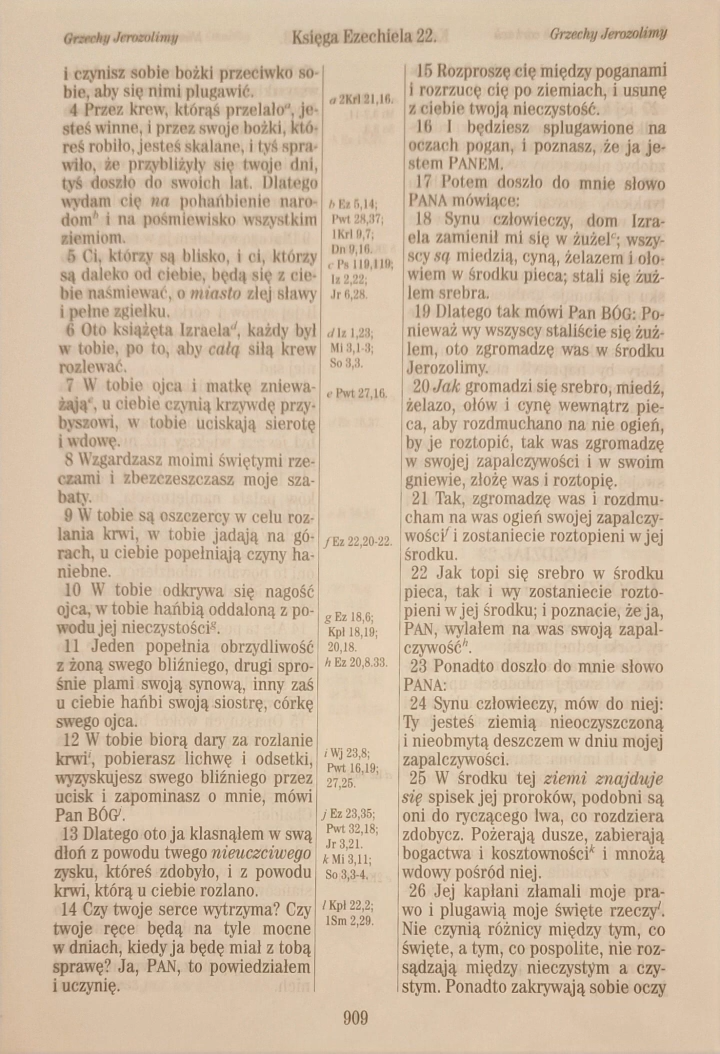 Grzechy Jerozolimy
Księga Ezechiela 22.
Grzechy Jerozolimy
i czynisz sobie bożki przeciwko so-
bie, aby się nimi plugawić.
4 Przez krew, którąś przelałoᵃ, je-
steś winne, i przez swoje bożki, któ-
reś robiło, jesteś skalane, i tyś spra-
wiło, że przybliżyły się twoje dni,
tyś doszło do swoich lat. Dlatego
wydam cię na pohańbienie naro-
domᵇ i na pośmiewisko wszystkim
ziemiom.
5 Ci, którzy są blisko, i ci, którzy
są daleko od ciebie, będą się z cie-
bie naśmiewać, o miasto złej sławy
i pełne zgiełku.
6 Oto książęta Izraelaᵈ, każdy był
w tobie, po to, aby całą siłą krew
rozlewać.
7 W tobie ojca i matkę znieważ-
żająᵉ, u ciebie czynią krzywdę przy-
byszowi, w tobie uciskają sierotę
i wdowę.
8 Wzgardzasz moimi świętymi rze-
czami i zbezczeszczasz moje sza-
baty.
9 W tobie są oszczercy w celu roz-
lania krwi, w tobie jadają na gó-
rach, u ciebie popełniają czyny ha-
niebne.
10 W tobie odkrywa się nagość
ojca, w tobie hańbią oddaloną z po-
wodu jej nieczystościᵍ.
11 Jeden popełnia obrzydliwość
z żoną swego bliźniego, drugi spro-
śnie plami swoją synową, inny zaś
u ciebie hańbi swoją siostrę, córkę
swego ojca.
12 W tobie biorą dary za rozlanie
krwiⁱ, pobierasz lichwę i odsetki,
wyzyskujesz swego bliźniego przez
ucisk i zapominasz o mnie, mówi
Pan BÓGʲ.
13 Dlatego oto ja klasnąłem w swą
dłoń z powodu twego nieuczciwego
zysku, któreś zdobyło, i z powodu
krwi, którą u ciebie rozlano.
14 Czy twoje serce wytrzyma? Czy
twoje ręce będą na tyle mocne
w dniach, kiedy ja będę miał z tobą
sprawę? Ja, PAN, to powiedziałem
i uczynię.
a 2Krl 21,16.
b Ez 5,14;
Pwt 28,37;
1Krl 9,7;
Dn 9,16.
c Ps 119,119;
Iz 2,22;
Jr 6,28.
d Iz 1,23;
Mi 3,1-3;
So 3,3.
e Pwt 27,16.
f Ez 22,20-22.
g Ez 18,6;
Kpł 18,19;
20,18.
h Ez 20,8.33.
i Wj 23,8;
Pwt 16,19;
27,25.
j Ez 23,35;
Pwt 32,18;
Jr 3,21.
k Mi 3,11;
So 3,3-4.
l Kpł 22,2;
1Sm 2,29.
15 Rozproszę cię między poganami
i rozrzucę cię po ziemiach, i usunę
z ciebie twoją nieczystość.
16 I będziesz splugawione na
oczach pogan, i poznasz, że ja je-
stem PANEM.
17 Potem doszło do mnie słowo
PANA mówiące:
18 Synu człowieczy, dom Izra-
ela zamienił mi się w żużelᶜ; wszy-
scy są miedzią, cyną, żelazem i oło-
wiem w środku pieca; stali się żuż-
lem srebra.
19 Dlatego tak mówi Pan BÓG: Po-
nieważ wy wszyscy staliście się żuż-
lem, oto zgromadzę was w środku
Jerozolimy.
20 Jak gromadzi się srebro, miedź,
żelazo, ołów i cynę wewnątrz pie-
ca, aby rozdmuchano na nie ogień,
by je roztopić, tak was zgromadzę
w swojej zapalczywości i w swoim
gniewie, złożę was i roztopię.
21 Tak, zgromadzę was i rozdmu-
cham na was ogień swojej zapalczy-
wościᶠ i zostaniecie roztopieni w jej
środku.
22 Jak topi się srebro w środku
pieca, tak i wy zostaniecie rozto-
pieni w jej środku; i poznacie, że ja,
PAN, wylałem na was swoją zapal-
czywośćʰ.
23 Ponadto doszło do mnie słowo
PANA:
24 Synu człowieczy, mów do niej:
Ty jesteś ziemią nieoczyszczoną
i nieobmytą deszczem w dniu mojej
zapalczywości.
25 W środku tej ziemi znajduje
się spisek jej proroków, podobni są
oni do ryczącego lwa, co rozdziera
zdobycz. Pożerają dusze, zabierają
bogactwa i kosztownościᵏ i mnożą
wdowy pośród niej.
26 Jej kapłani złamali moje pra-
wo i plugawią moje święte rzeczyˡ.
Nie czynią różnicy między tym, co
święte, a tym, co pospolite, nie roz-
sądzają między nieczystym a czy-
stym. Ponadto zakrywają sobie oczy
909